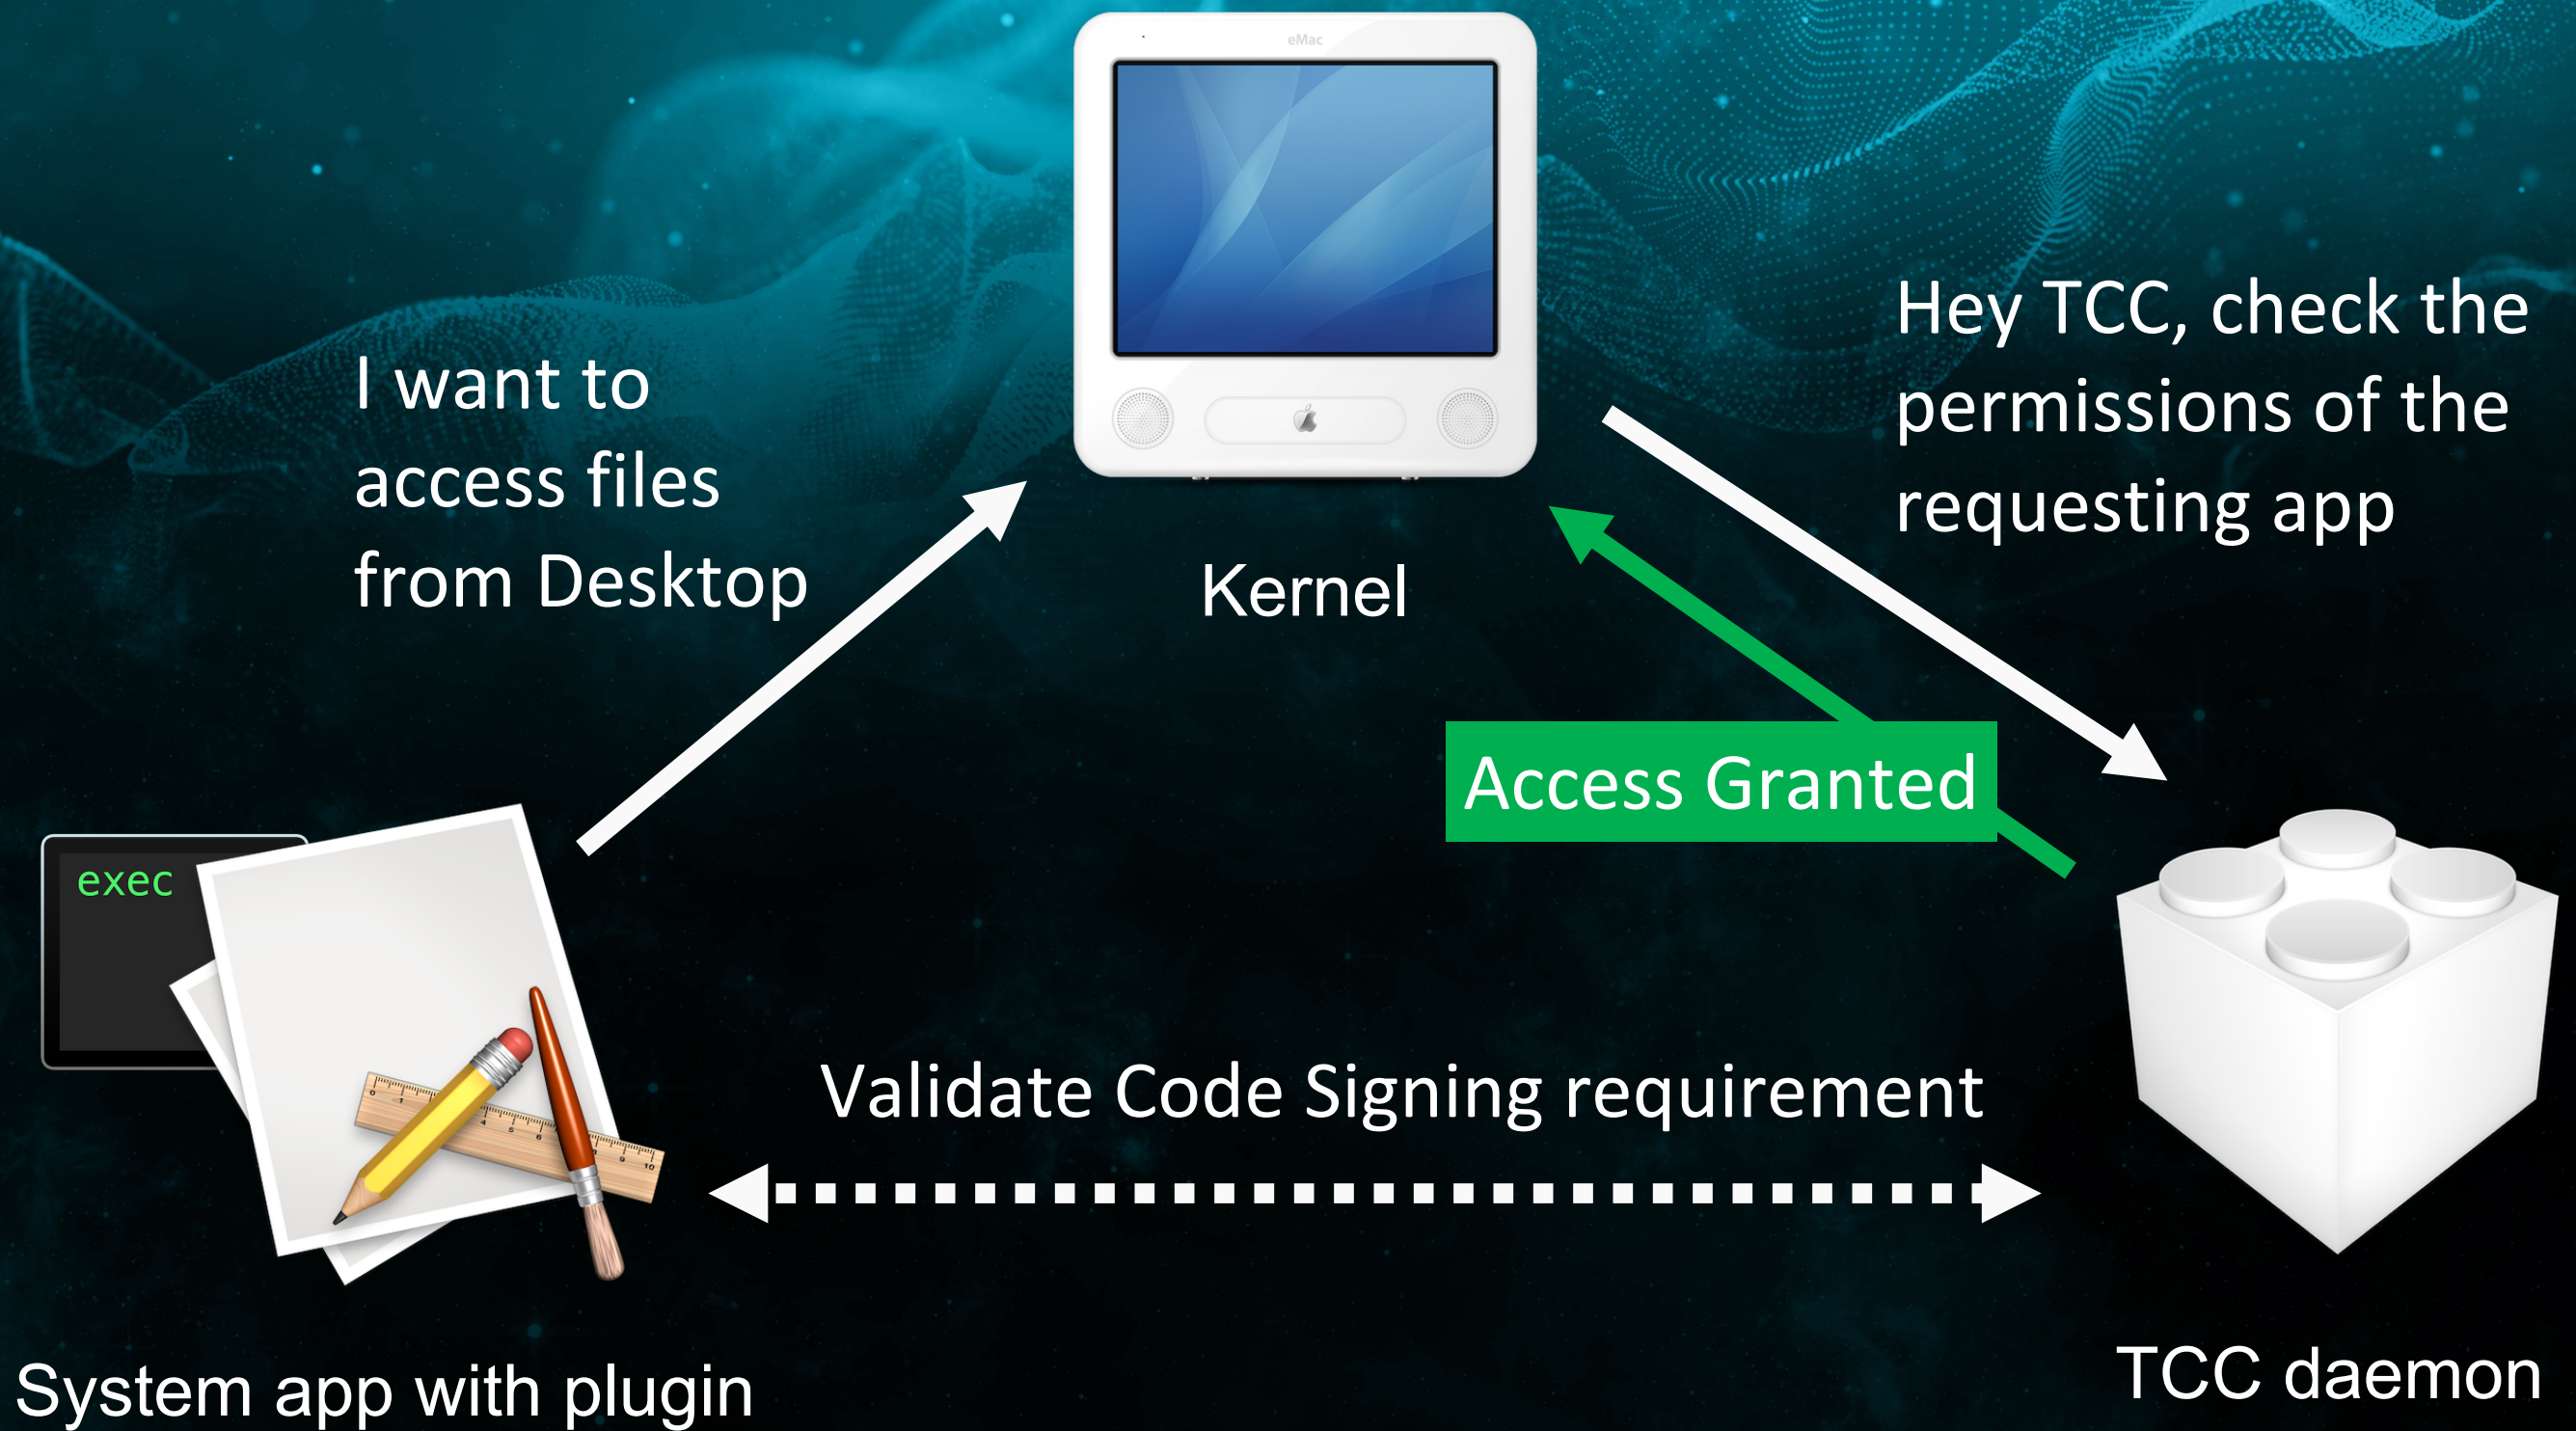 eMac
I want to
access files
from Desktop
Hey TCC, check the
permissions of the
requesting app
Kernel
Access Granted
exec
Validate Code Signing requirement
System app with plugin
TCC daemon